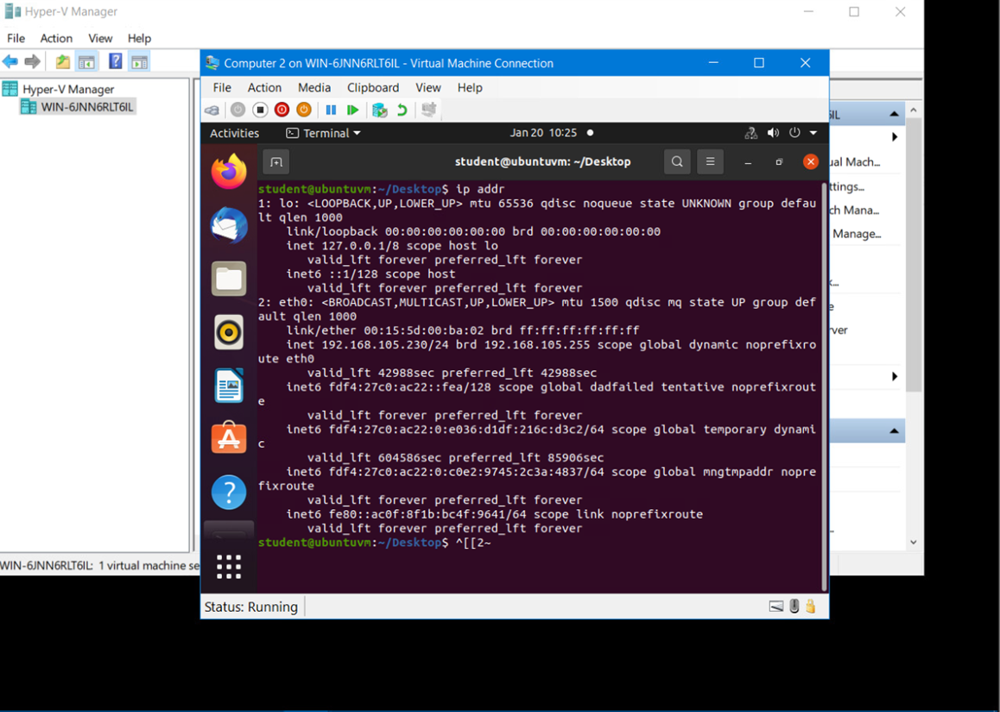 Hyper-V Manager
File Action View Help
Hyper-V Manager
WIN-6JNN6RLT6IL
Computer 2 on WIN-6JNN6RLT6IL - Virtual Machine Connection
File Action Media Clipboard View Help
Activities Terminal Jan 20 10:25
student@ubuntuvm: ~/Desktop
student@ubuntuvm:~/Desktop$ ip addr
1: lo: <LOOPBACK,UP,LOWER_UP> mtu 65536 qdisc noqueue state UNKNOWN group defau
lt qlen 1000
link/loopback 00:00:00:00:00:00 brd 00:00:00:00:00:00
inet 127.0.0.1/8 scope host lo
valid_lft forever preferred_lft forever
inet6 ::1/128 scope host
valid_lft forever preferred_lft forever
2: eth0: <BROADCAST,MULTICAST,UP,LOWER_UP> mtu 1500 qdisc mq state UP group def
ault qlen 1000
link/ether 00:15:5d:00:ba:02 brd ff:ff:ff:ff:ff:ff
inet 192.168.105.230/24 brd 192.168.105.255 scope global dynamic noprefixro
ute eth0
valid_lft 42988sec preferred_lft 42988sec
inet6 fdf4:27c0:ac22::fea/128 scope global dadfailed tentative noprefixrout
e
valid_lft forever preferred_lft forever
inet6 fdf4:27c0:ac22:0:e036:d1df:216c:d3c2/64 scope global temporary dynami
c
valid_lft 604586sec preferred_lft 85906sec
inet6 fdf4:27c0:ac22:0:c0e2:9745:2c3a:4837/64 scope global mngtmpaddr nopre
fixroute
valid_lft forever preferred_lft forever
inet6 fe80::ac0f:8f1b:bc4f:9641/64 scope link noprefixroute
valid_lft forever preferred_lft forever
student@ubuntuvm:~/Desktop$ ^[[2~
Status: Running
6IL
ual Mach...
ttings...
ch Mana...
Manage...
ver
WIN-6JNN6RLT6IL: 1 virtual machine se